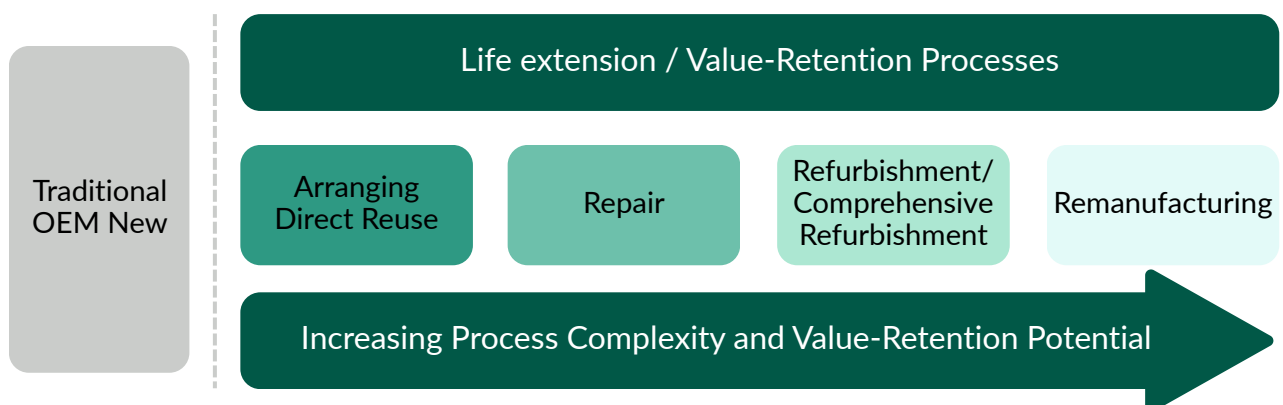 Life extension / Value-Retention Processes
Traditional
OEM New
Arranging
Direct Reuse
Repair
Refurbishment/
Comprehensive
Refurbishment
Remanufacturing
Increasing Process Complexity and Value-Retention Potential